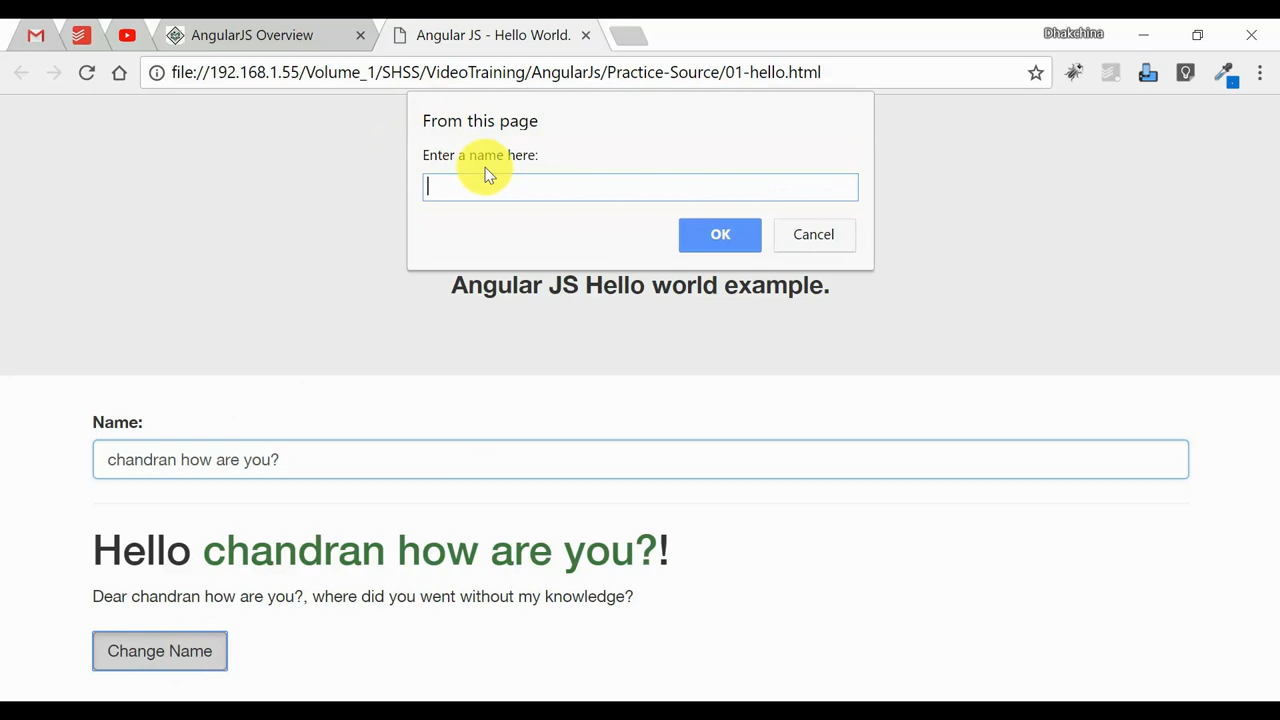 AngularJS Overview
Angular JS - Hello World.
Dhakchina
file://192.168.1.55/Volume_1/SHSS/VideoTraining/AngularJs/Practice-Source/01-hello.html
From this page
Enter a name here:
OK
Cancel
Angular JS Hello world example.
Name:
chandran how are you?
Hello chandran how are you?!
Dear chandran how are you?, where did you went without my knowledge?
Change Name